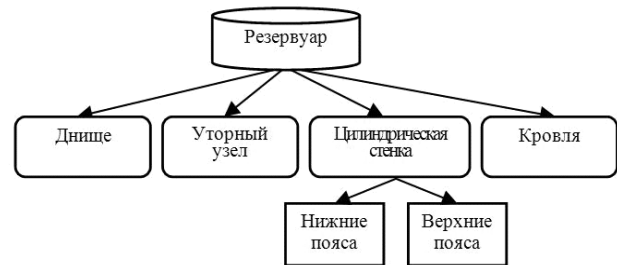 Резервуар
Днище
Уторный
узел
Цилиндрическая
стенка
Кровля
Нижние
пояса
Верхние
пояса